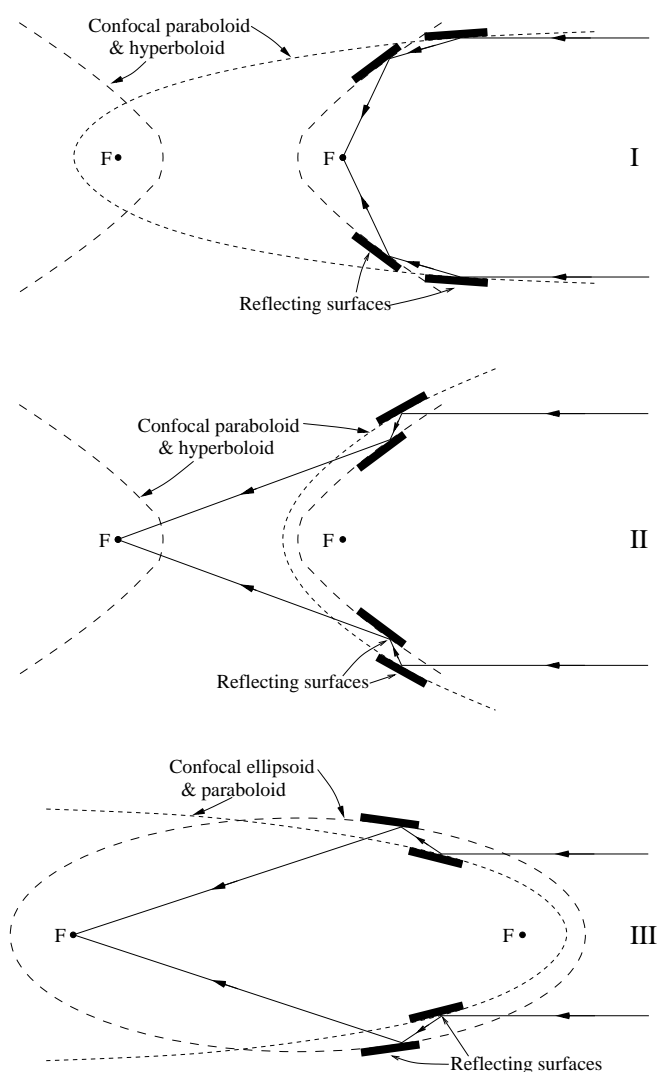 Confocal paraboloid
& hyperboloid
F
F
I
Reflecting surfaces
Confocal paraboloid
& hyperboloid
F
F
II
Reflecting surfaces
Confocal ellipsoid
& paraboloid
F
F
III
Reflecting surfaces